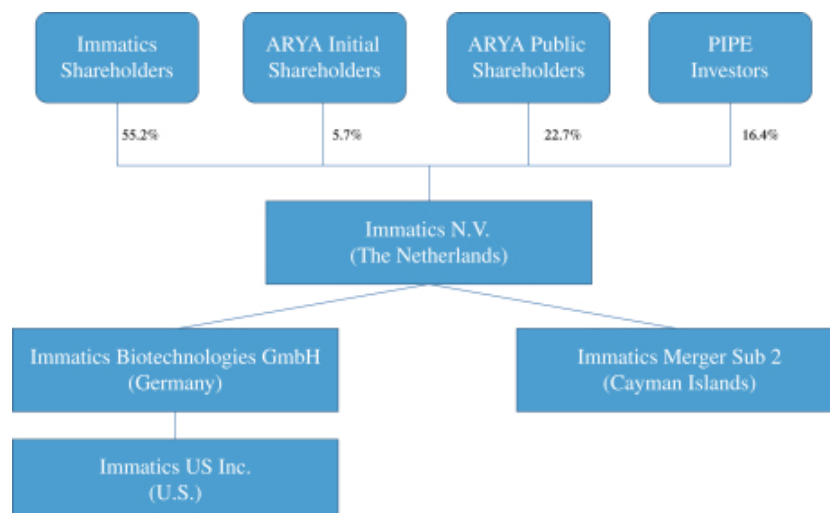 Immatics
Shareholders
ARYA Initial
Shareholders
ARYA Public
Shareholders
PIPE
Investors
55.2%
5.7%
22.7%
16.4%
Immatics N.V.
(The Netherlands)
Immatics Biotechnologies GmbH
(Germany)
Immatics Merger Sub 2
(Cayman Islands)
Immatics US Inc.
(U.S.)